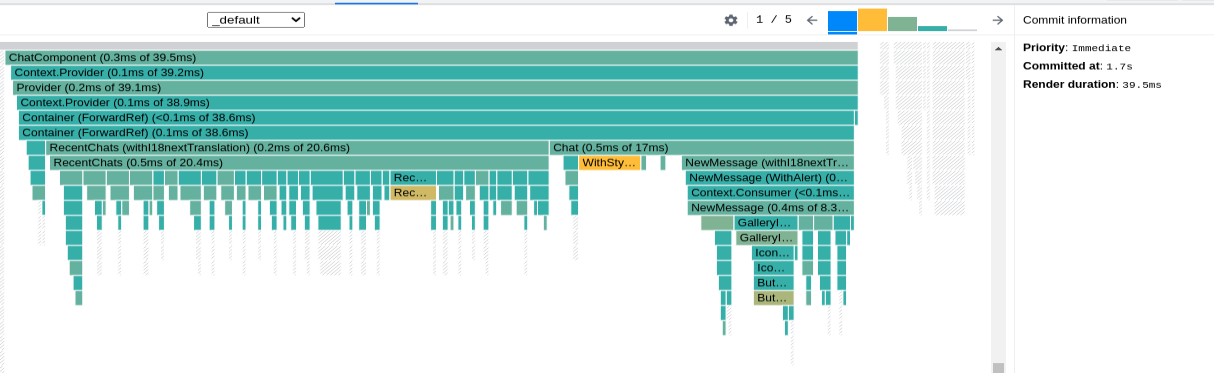 _default
1 / 5
Commit information
Priority: Immediate
Committed at: 1.7s
Render duration: 39.5ms
ChatComponent (0.3ms of 39.5ms)
Context.Provider (0.1ms of 39.2ms)
Provider (0.2ms of 39.1ms)
Context.Provider (0.1ms of 38.9ms)
Container (ForwardRef) (<0.1ms of 38.6ms)
Container (ForwardRef) (0.1ms of 38.6ms)
RecentChats (withI18nextTranslation) (0.2ms of 20.6ms) Chat (0.5ms of 17ms)
RecentChats (0.5ms of 20.4ms) WithSty… NewMessage (withI18nextTr…
Rec… NewMessage (WithAlert) (0…
Rec… Context.Consumer (<0.1ms…
NewMessage (0.4ms of 8.3…
GalleryI…
GalleryI…
Icon…
Ico…
But…
But…